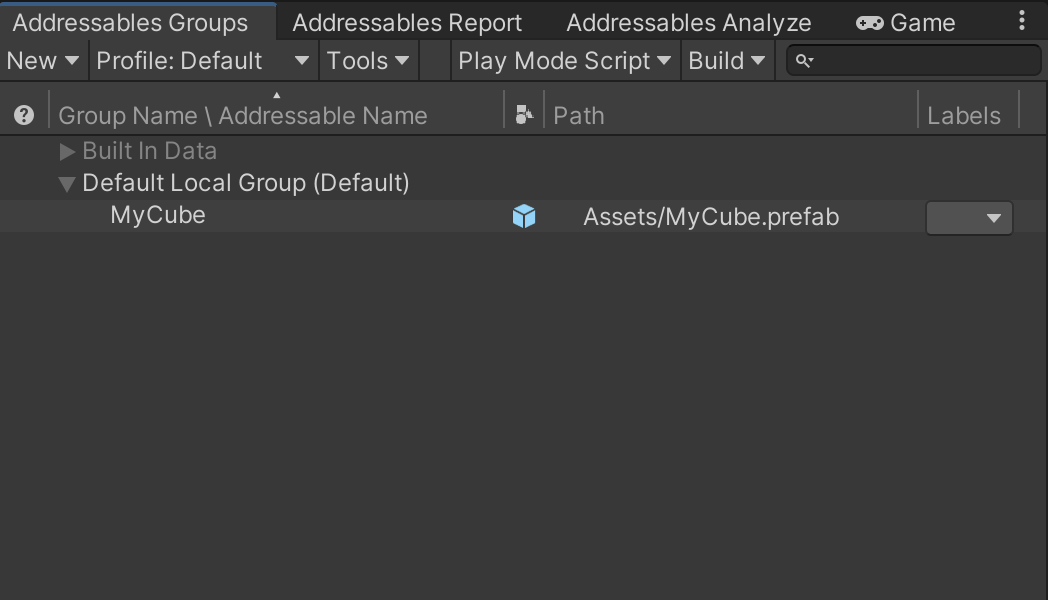 Addressables Groups Addressables Report Addressables Analyze Game
New Profile: Default Tools Play Mode Script Build
? Group Name \ Addressable Name Path Labels
Built In Data
Default Local Group (Default)
MyCube Assets/MyCube.prefab